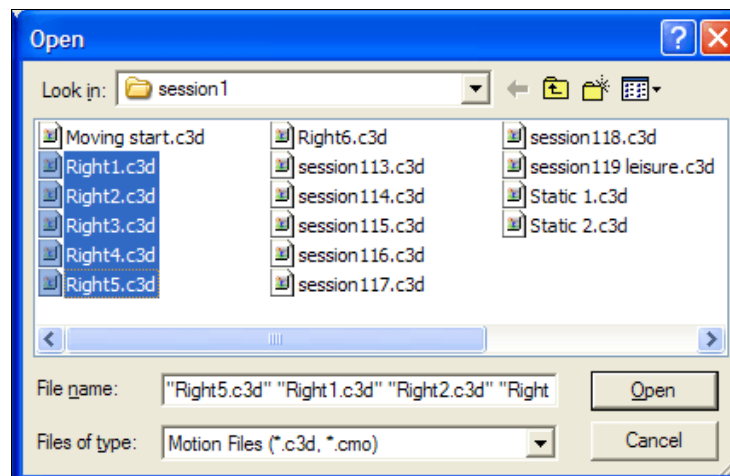 Open
Look in: session1
Moving start.c3d
Right1.c3d
Right2.c3d
Right3.c3d
Right4.c3d
Right5.c3d
Right6.c3d
session113.c3d
session114.c3d
session115.c3d
session116.c3d
session117.c3d
session118.c3d
session119 leisure.c3d
Static 1.c3d
Static 2.c3d
File name: "Right5.c3d" "Right1.c3d" "Right2.c3d" "Right
Open
Files of type: Motion Files (*.c3d, *.cmo)
Cancel